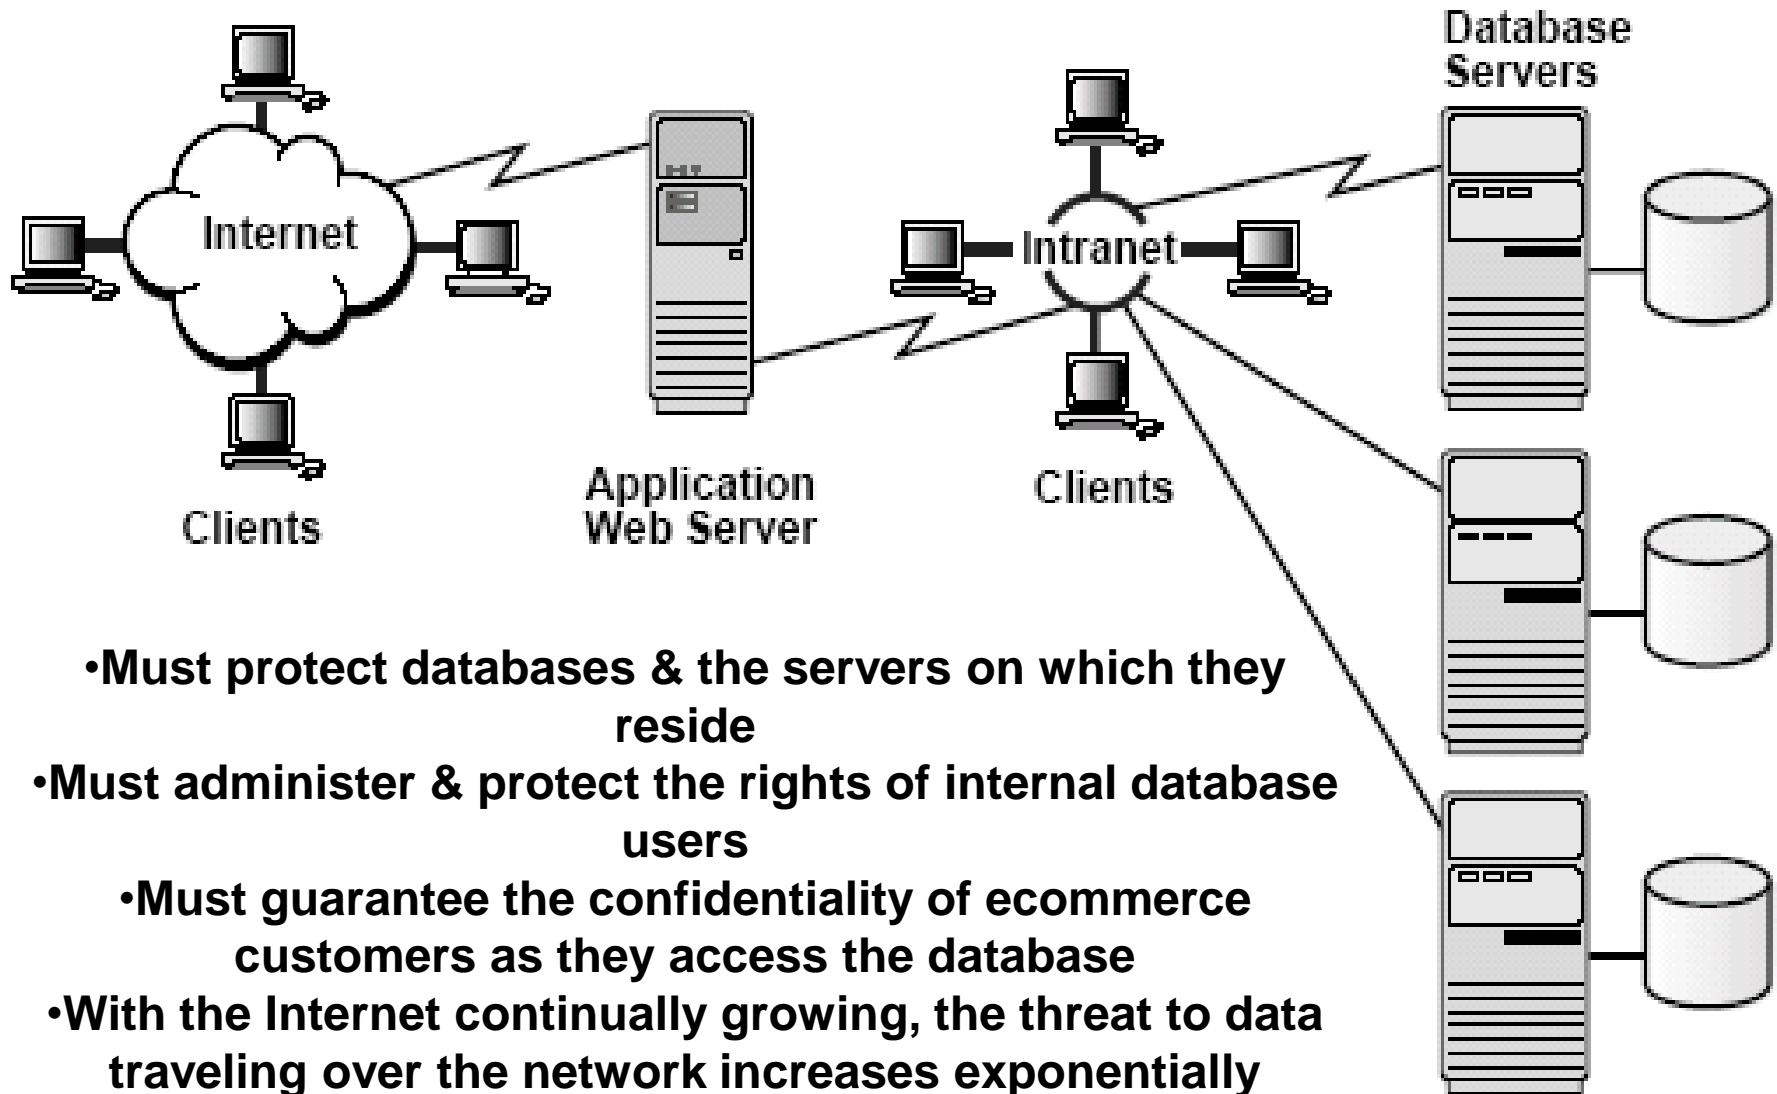 Database
Servers
Internet
Intranet
Application
Web Server
Clients
Clients
•Must protect databases & the servers on which they
reside
•Must administer & protect the rights of internal database
users
•Must guarantee the confidentiality of ecommerce
customers as they access the database
•With the Internet continually growing, the threat to data
traveling over the network increases exponentially